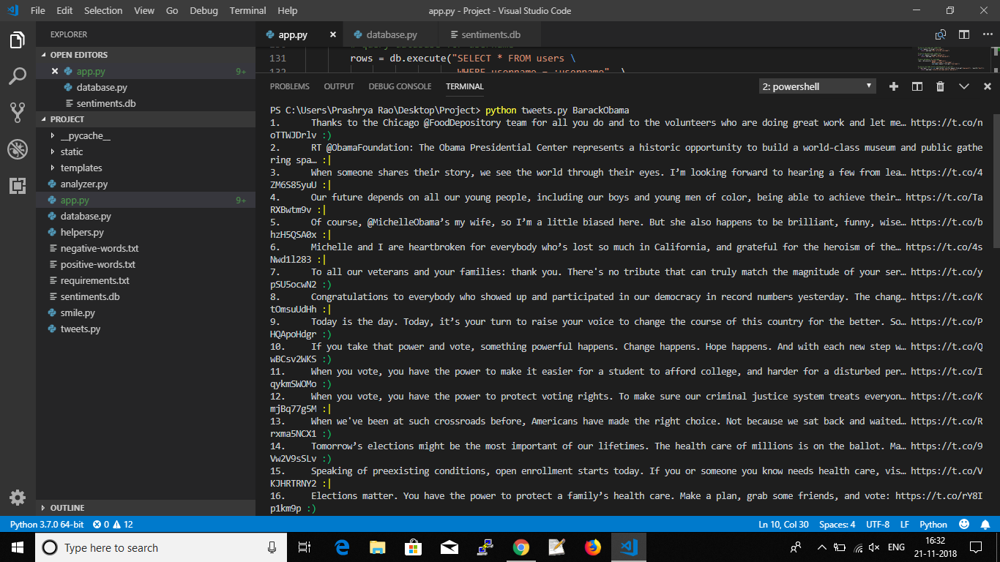 File Edit Selection View Go Debug Terminal Help
app.py - Project - Visual Studio Code
EXPLORER
OPEN EDITORS
app.py 9+
database.py
sentiments.db
PROJECT
__pycache__
static
templates
analyzer.py
app.py 9+
database.py
helpers.py
negative-words.txt
positive-words.txt
requirements.txt
sentiments.db
smile.py
tweets.py
OUTLINE
app.py database.py sentiments.db
131 rows = db.execute("SELECT * FROM users \
132 WHERE username = :username", \
PROBLEMS OUTPUT DEBUG CONSOLE TERMINAL
2: powershell
PS C:\Users\Prashrya Rao\Desktop\Project> python tweets.py BarackObama
1. Thanks to the Chicago @FoodDepository team for all you do and to the volunteers who are doing great work and let me… https://t.co/n
oTTWJDrlv :)
2. RT @ObamaFoundation: The Obama Presidential Center represents a historic opportunity to build a world-class museum and public gathe
ring spa… :|
3. When someone shares their story, we see the world through their eyes. I’m looking forward to hearing a few from lea… https://t.co/4
ZM6S85yuU :|
4. Our future depends on all our young people, including our boys and young men of color, being able to achieve their… https://t.co/Ta
RXBwtm9v :|
5. Of course, @MichelleObama’s my wife, so I’m a little biased here. But she also happens to be brilliant, funny, wise… https://t.co/b
hzH5QSA0x :|
6. Michelle and I are heartbroken for everybody who’s lost so much in California, and grateful for the heroism of the… https://t.co/4s
Nwd1l283 :|
7. To all our veterans and your families: thank you. There's no tribute that can truly match the magnitude of your ser… https://t.co/y
pSU5ocwN2 :)
8. Congratulations to everybody who showed up and participated in our democracy in record numbers yesterday. The chang… https://t.co/K
tOmsuUdHh :|
9. Today is the day. Today, it’s your turn to raise your voice to change the course of this country for the better. So… https://t.co/P
HQApoHdgr :)
10. If you take that power and vote, something powerful happens. Change happens. Hope happens. And with each new step w… https://t.co/Q
wBCsv2WKS :)
11. When you vote, you have the power to make it easier for a student to afford college, and harder for a disturbed per… https://t.co/I
qykmSWOMo :)
12. When you vote, you have the power to protect voting rights. To make sure our criminal justice system treats everyon… https://t.co/K
mjBq77g5M :|
13. When we've been at such crossroads before, Americans have made the right choice. Not because we sat back and waited… https://t.co/R
rxma5NCX1 :)
14. Tomorrow’s elections might be the most important of our lifetimes. The health care of millions is on the ballot. Ma… https://t.co/9
Vw2V9sSLv :)
15. Speaking of preexisting conditions, open enrollment starts today. If you or someone you know needs health care, vis… https://t.co/V
KJHRTRNY2 :|
16. Elections matter. You have the power to protect a family’s health care. Make a plan, grab some friends, and vote: https://t.co/rY8I
p1km9p :)
Python 3.7.0 64-bit 0 12
Ln 10, Col 30 Spaces: 4 UTF-8 LF Python
Type here to search
ENG
16:32
21-11-2018